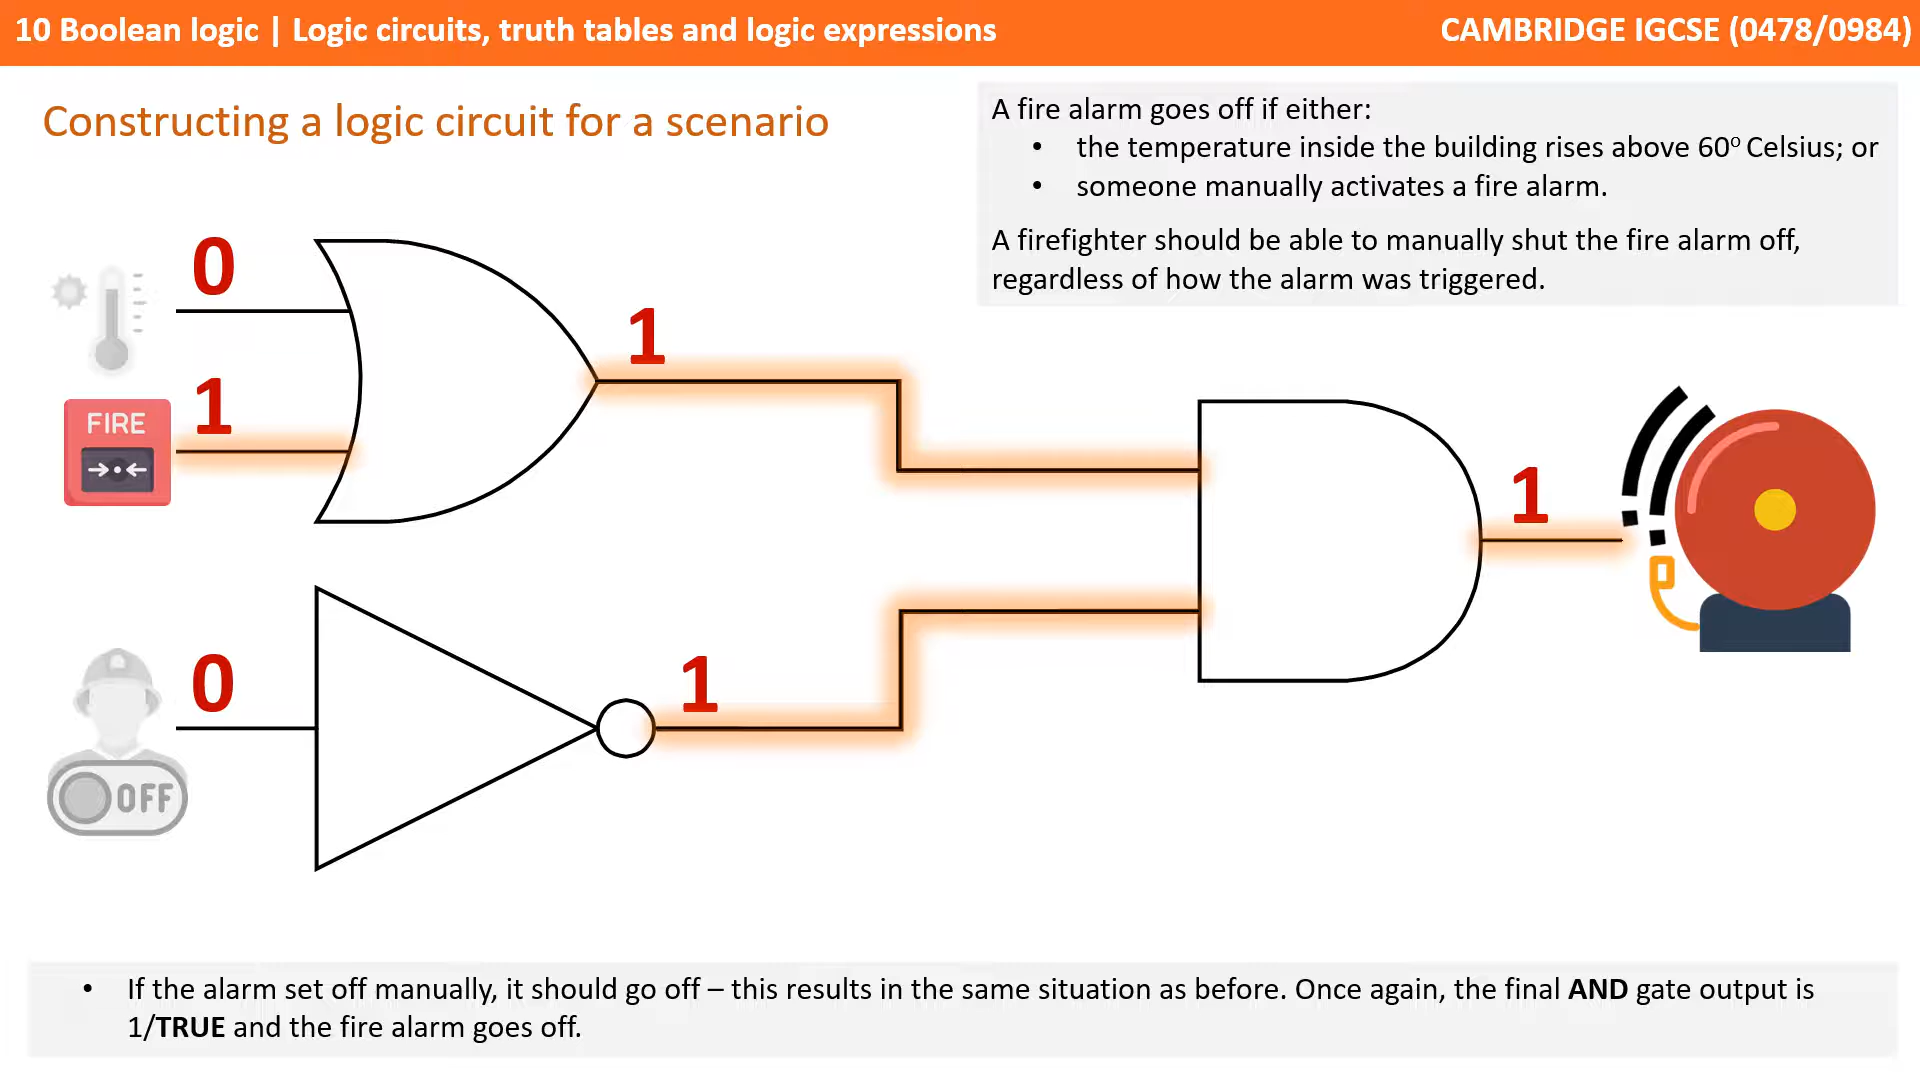 10 Boolean logic | Logic circuits, truth tables and logic expressions
CAMBRIDGE IGCSE (0478/0984)
Constructing a logic circuit for a scenario
A fire alarm goes off if either:
• the temperature inside the building rises above 60º Celsius; or
• someone manually activates a fire alarm.
A firefighter should be able to manually shut the fire alarm off,
regardless of how the alarm was triggered.
0
1
1
FIRE
1
0
1
OFF
• If the alarm set off manually, it should go off – this results in the same situation as before. Once again, the final AND gate output is
1/TRUE and the fire alarm goes off.